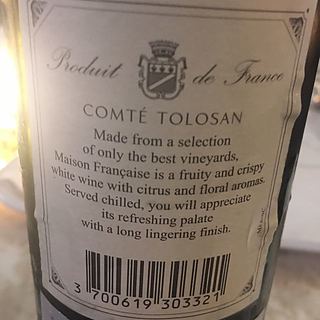 Produit de France
COMTÉ TOLOSAN
Made from a selection
of only the best vineyards,
Maison Française is a fruity and crispy
white wine with citrus and floral aromas.
Served chilled, you will appreciate
its refreshing palate
with a long lingering finish.
3 700619 303321